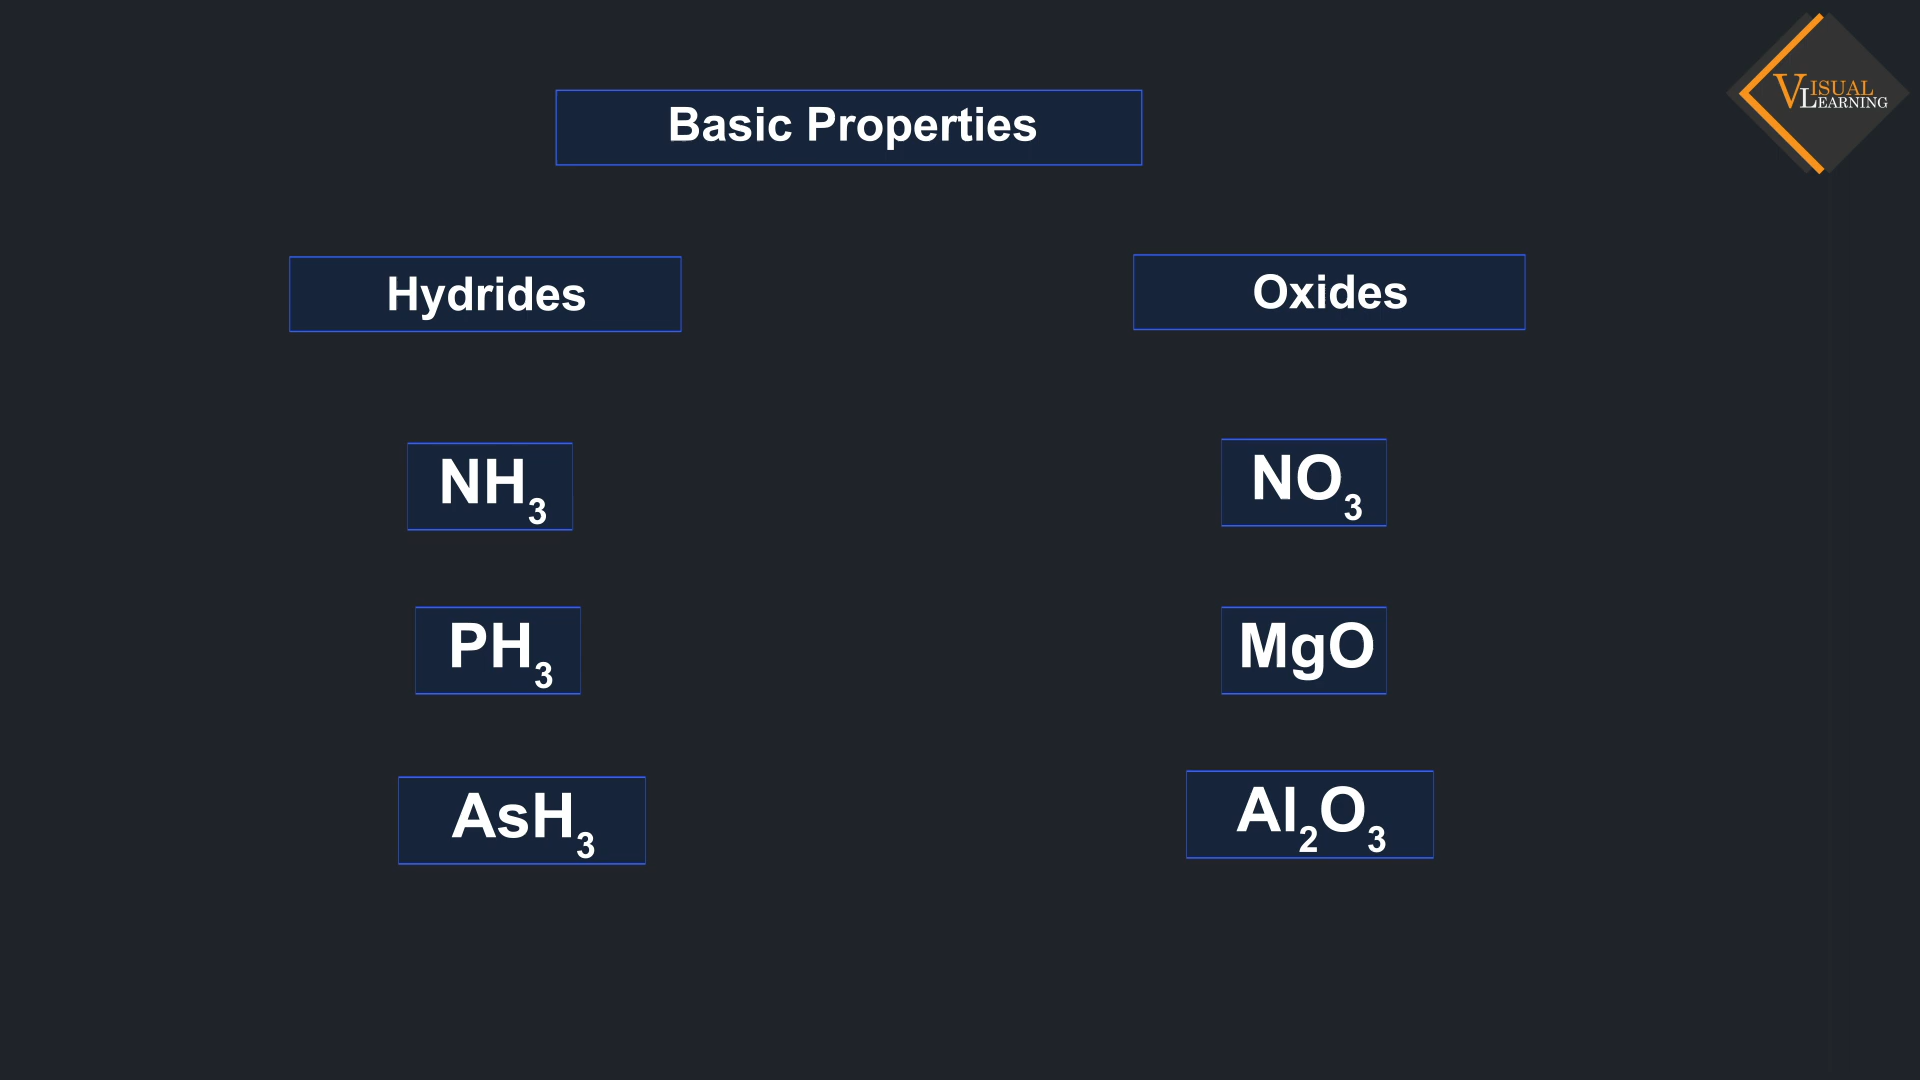 VISUAL
LEARNING
Basic Properties
Hydrides
Oxides
NH₃
NO₃
PH₃
MgO
AsH₃
Al₂O₃